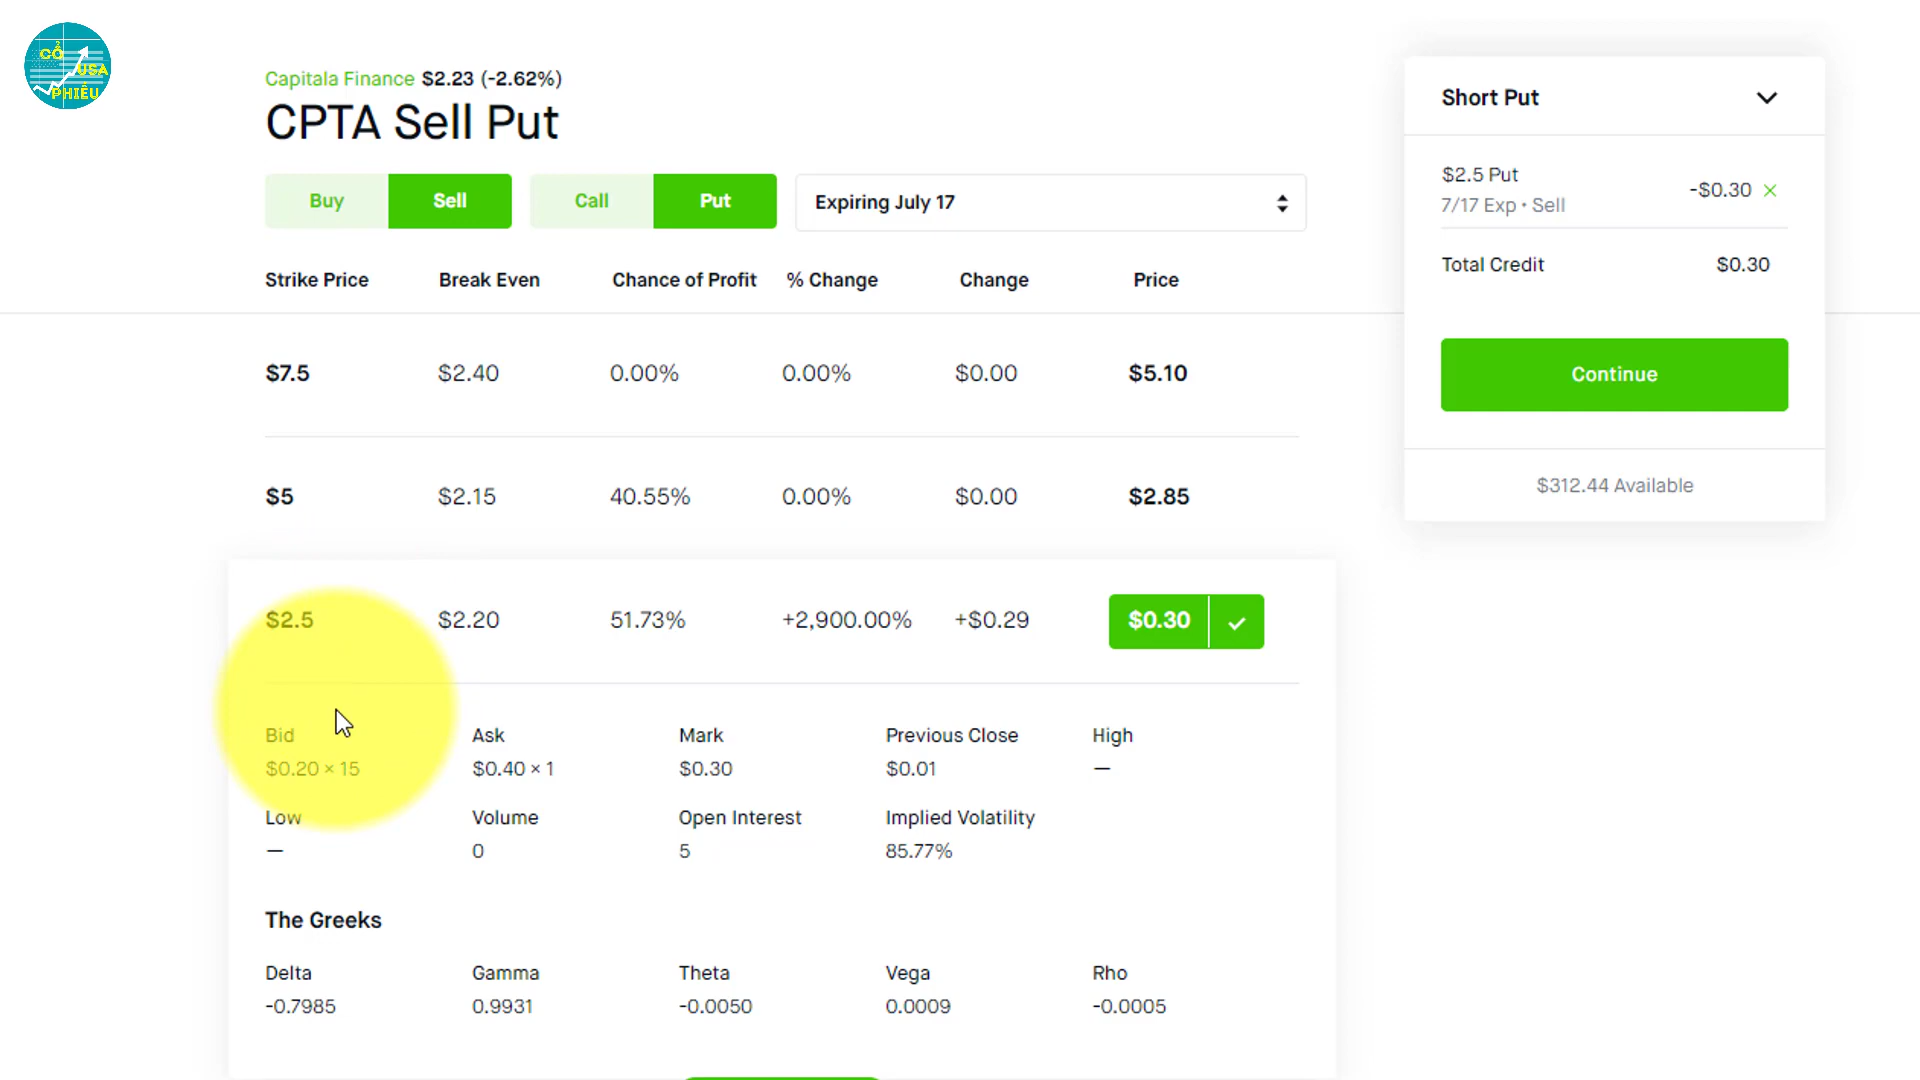 CỔ
USA
PHIẾU
Capitala Finance $2.23 (-2.62%)
CPTA Sell Put
Buy Sell Call Put Expiring July 17
Strike Price Break Even Chance of Profit % Change Change Price
$7.5 $2.40 0.00% 0.00% $0.00 $5.10
$5 $2.15 40.55% 0.00% $0.00 $2.85
$2.5 $2.20 51.73% +2,900.00% +$0.29 $0.30
Bid Ask Mark Previous Close High
$0.20 × 15 $0.40 × 1 $0.30 $0.01 —
Low Volume Open Interest Implied Volatility
— 0 5 85.77%
The Greeks
Delta Gamma Theta Vega Rho
-0.7985 0.9931 -0.0050 0.0009 -0.0005
Short Put
$2.5 Put
-$0.30 ×
7/17 Exp • Sell
Total Credit $0.30
Continue
$312.44 Available